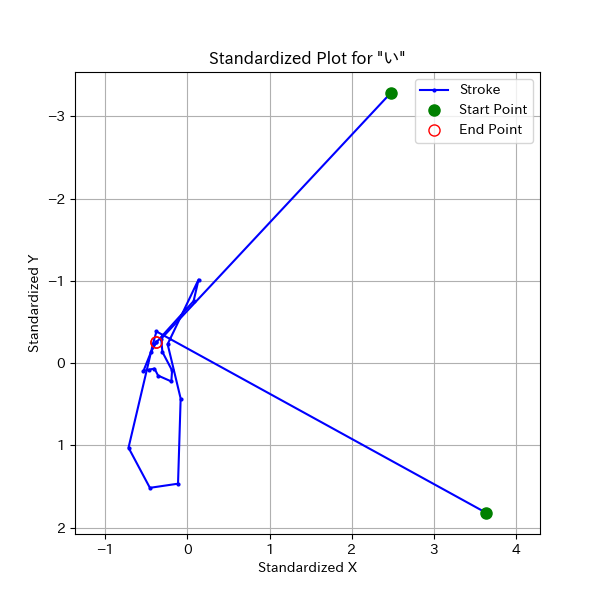 Standardized Plot for "い"
Stroke
Start Point
End Point
Standardized Y
−3
−2
−1
0
1
2
−1
0
1
2
3
4
Standardized X